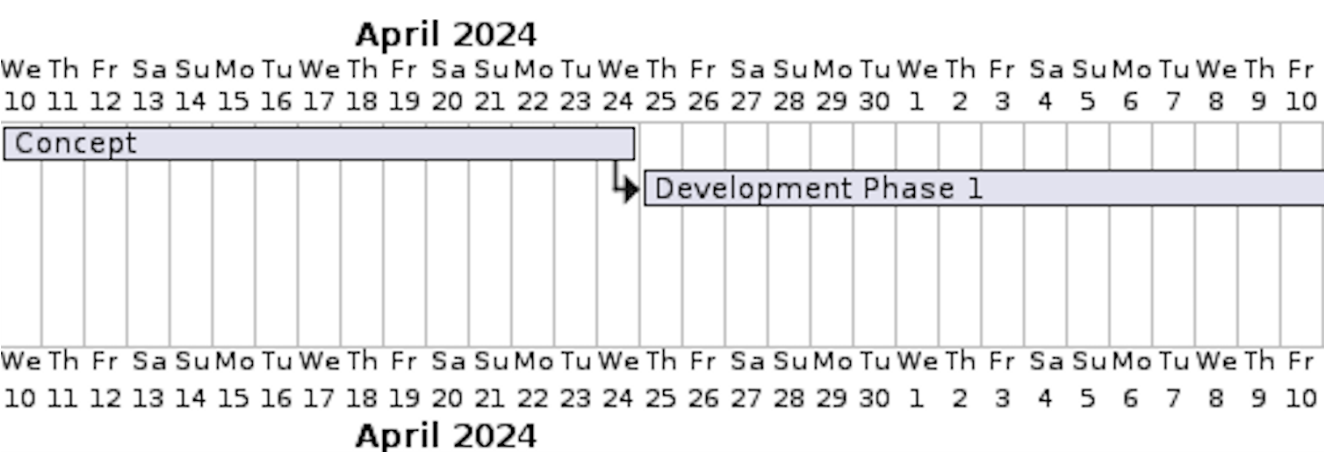 April 2024
We Th Fr Sa Su Mo Tu We Th Fr Sa Su Mo Tu We Th Fr Sa Su Mo Tu We Th Fr Sa Su Mo Tu We Th Fr
10 11 12 13 14 15 16 17 18 19 20 21 22 23 24 25 26 27 28 29 30 1 2 3 4 5 6 7 8 9 10
Concept
Development Phase 1
We Th Fr Sa Su Mo Tu We Th Fr Sa Su Mo Tu We Th Fr Sa Su Mo Tu We Th Fr Sa Su Mo Tu We Th Fr
10 11 12 13 14 15 16 17 18 19 20 21 22 23 24 25 26 27 28 29 30 1 2 3 4 5 6 7 8 9 10
April 2024